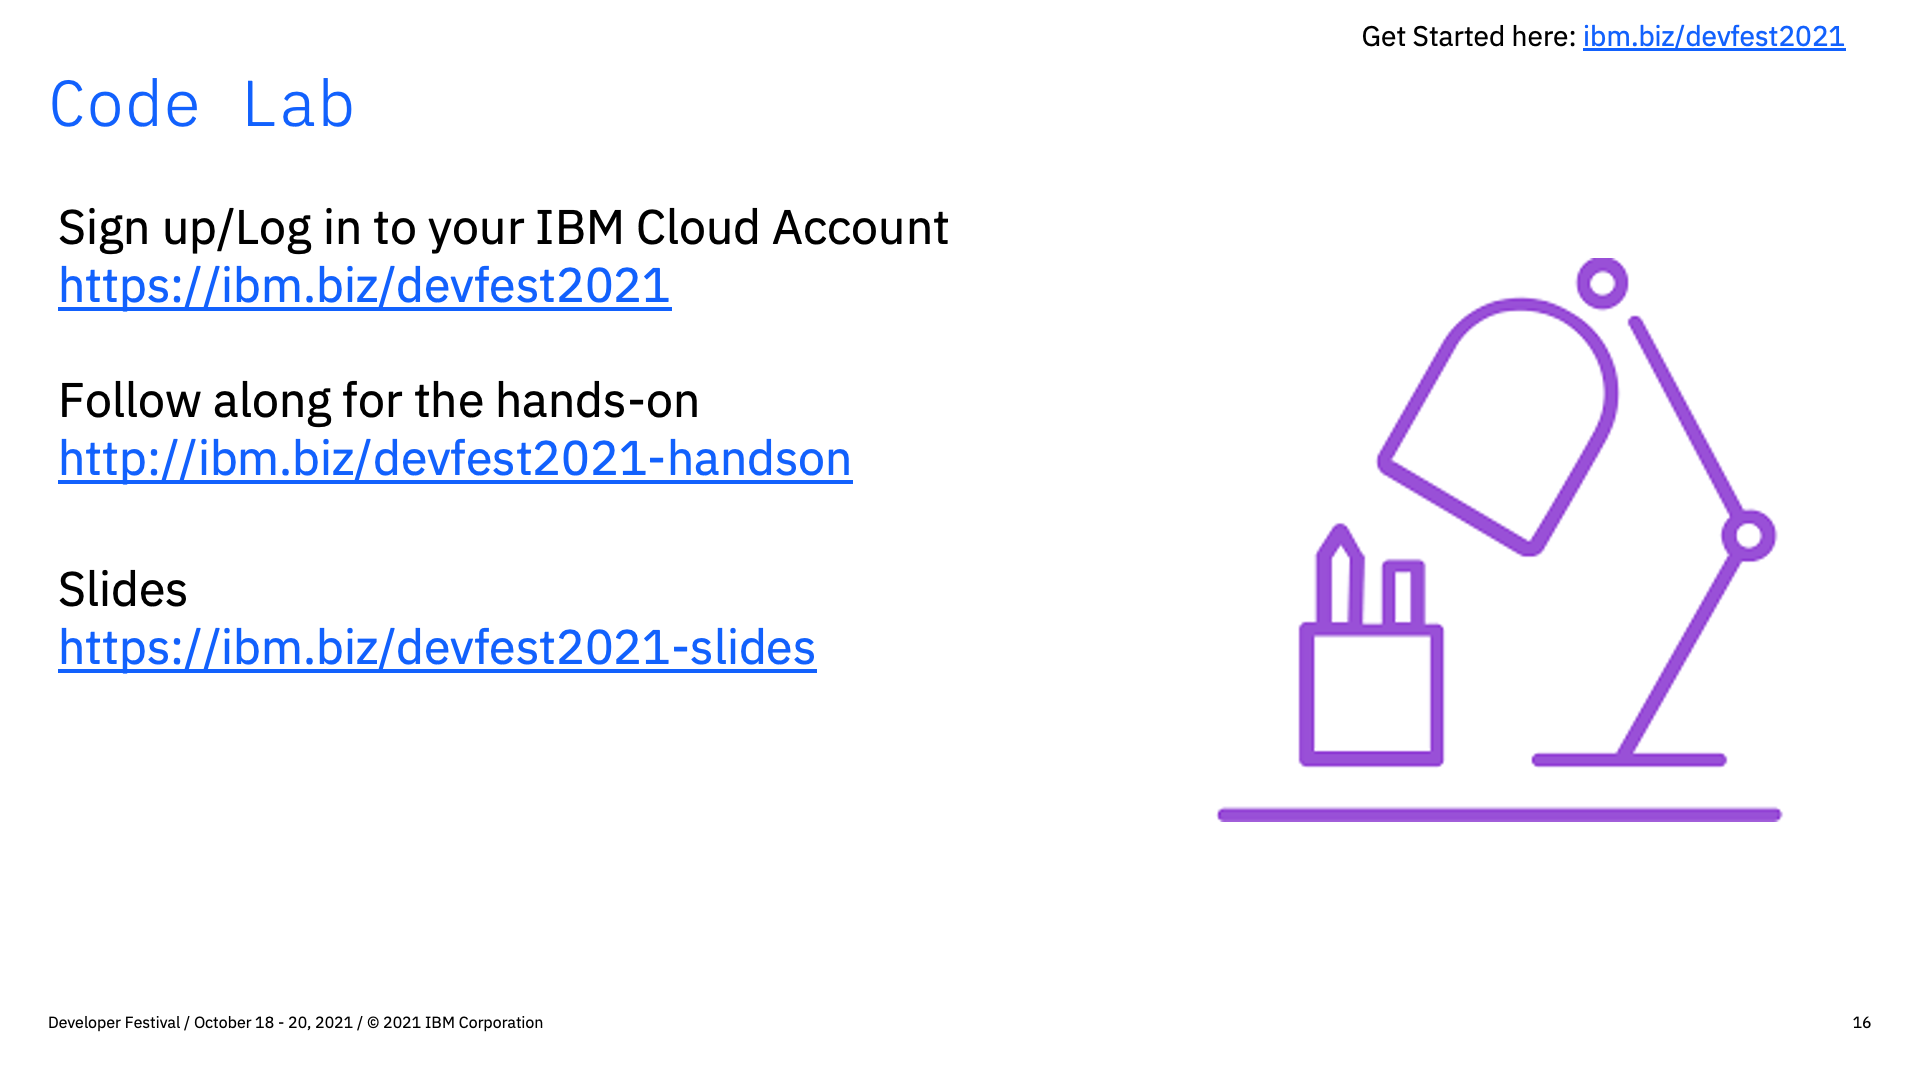 Get Started here: ibm.biz/devfest2021
Code Lab
Sign up/Log in to your IBM Cloud Account
https://ibm.biz/devfest2021
Follow along for the hands-on
http://ibm.biz/devfest2021-handson
Slides
https://ibm.biz/devfest2021-slides
Developer Festival / October 18 - 20, 2021 / © 2021 IBM Corporation
16